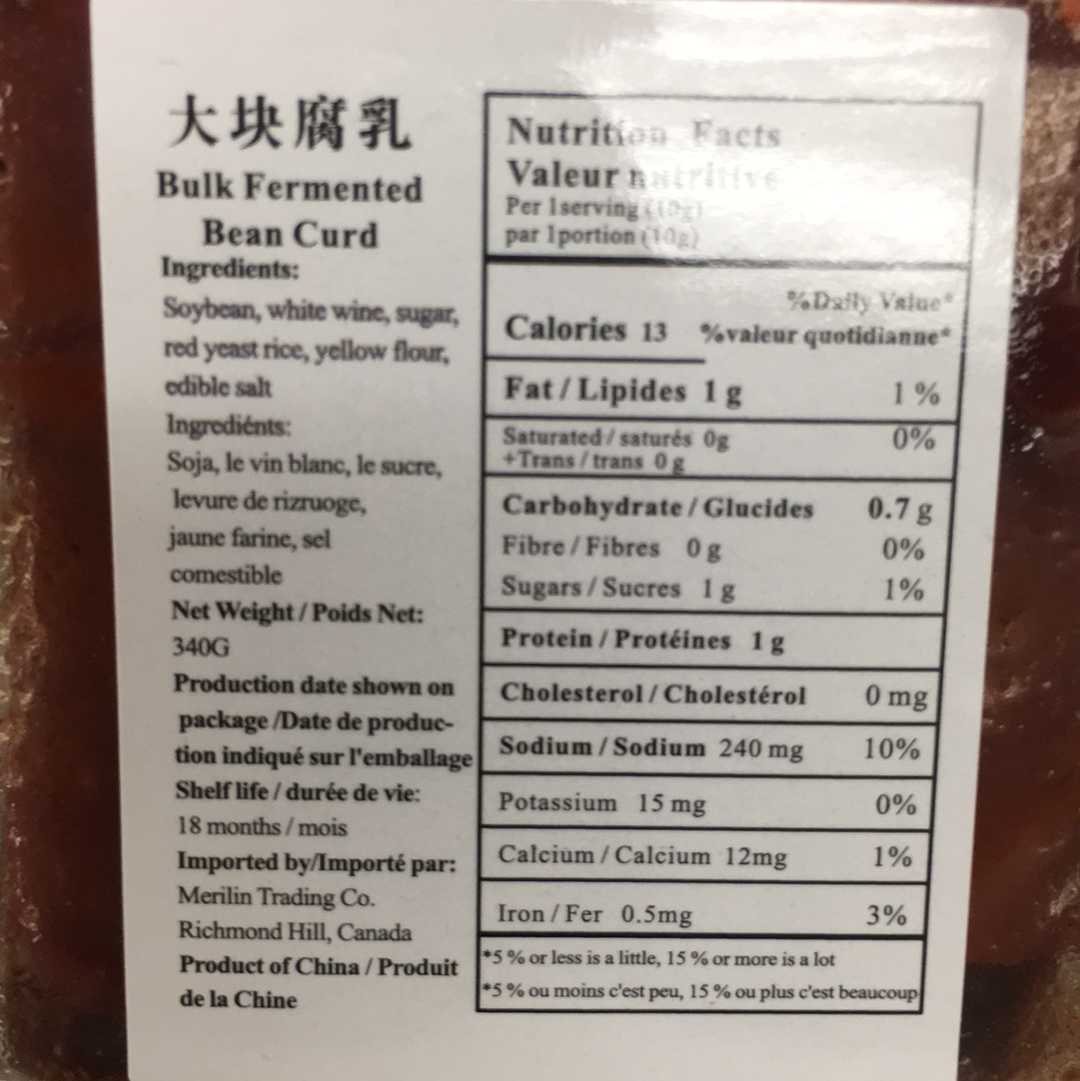 大块腐乳
Bulk Fermented
Bean Curd
Ingredients:
Soybean, white wine, sugar,
red yeast rice, yellow flour,
edible salt
Ingrediénts:
Soja, le vin blanc, le sucre,
levure de rizruoge,
jaune farine, sel
comestible
Net Weight / Poids Net:
340G
Production date shown on
package /Date de produc-
tion indiqué sur l'emballage
Shelf life / durée de vie:
18 months / mois
Imported by/Importé par:
Merilin Trading Co.
Richmond Hill, Canada
Product of China / Produit
de la Chine
Nutrition Facts
Valeur nutritive
Per 1serving (10g)
par 1portion (10g)
% Daily Value*
Calories 13 %valeur quotidianne*
Fat / Lipides 1 g 1 %
Saturated / saturés 0g 0%
+Trans / trans 0 g
Carbohydrate / Glucides 0.7 g
Fibre / Fibres 0 g 0%
Sugars / Sucres 1 g 1%
Protein / Protéines 1 g
Cholesterol / Cholestérol 0 mg
Sodium / Sodium 240 mg 10%
Potassium 15 mg 0%
Calcium / Calcium 12mg 1%
Iron / Fer 0.5mg 3%
*5 % or less is a little, 15 % or more is a lot
*5 % ou moins c'est peu, 15 % ou plus c'est beaucoup